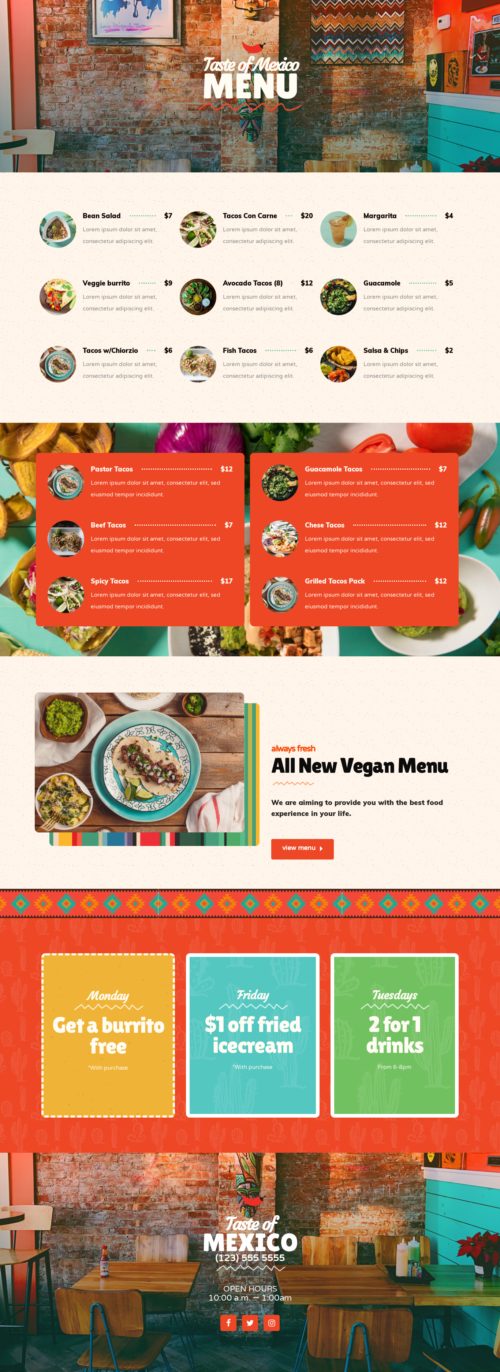 Taste of Mexico
MENU
Bean Salad $7
Lorem ipsum dolor sit amet,
consectetur adipiscing elit.
Tacos Con Carne $20
Lorem ipsum dolor sit amet,
consectetur adipiscing elit.
Margarita $4
Lorem ipsum dolor sit amet,
consectetur adipiscing elit.
Veggie burrito $9
Lorem ipsum dolor sit amet,
consectetur adipiscing elit.
Avocado Tacos (8) $12
Lorem ipsum dolor sit amet,
consectetur adipiscing elit.
Guacamole $5
Lorem ipsum dolor sit amet,
consectetur adipiscing elit.
Tacos w/Chiorzio $6
Lorem ipsum dolor sit amet,
consectetur adipiscing elit.
Fish Tacos $6
Lorem ipsum dolor sit amet,
consectetur adipiscing elit.
Salsa & Chips $2
Lorem ipsum dolor sit amet,
consectetur adipiscing elit.
Pastor Tacos $12
Lorem ipsum dolor sit amet, consectetur elit, sed
eiusmod tempor incididunt.
Beef Tacos $7
Lorem ipsum dolor sit amet, consectetur elit, sed
eiusmod tempor incididunt.
Spicy Tacos $17
Lorem ipsum dolor sit amet, consectetur elit, sed
eiusmod tempor incididunt.
Guacamole Tacos $7
Lorem ipsum dolor sit amet, consectetur elit, sed
eiusmod tempor incididunt.
Chese Tacos $12
Lorem ipsum dolor sit amet, consectetur elit, sed
eiusmod tempor incididunt.
Grilled Tacos Pack $12
Lorem ipsum dolor sit amet, consectetur elit, sed
eiusmod tempor incididunt.
always fresh
All New Vegan Menu
We are aiming to provide you with the best food
experience in your life.
view menu
Monday
Get a burrito
free
*With purchase
Friday
$1 off fried
icecream
*With purchase
Tuesdays
2 for 1
drinks
From 6-8pm
Taste of
MEXICO
(123) 555 5555
OPEN HOURS
10:00 a.m. — 1:00am